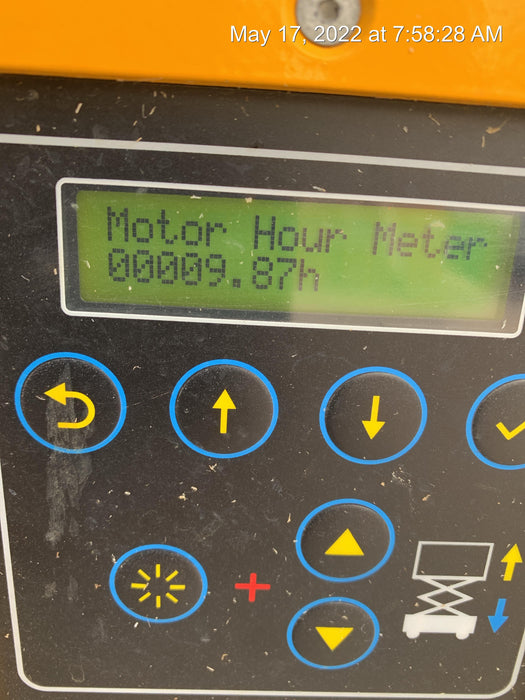 May 17, 2022 at 7:58:28 AM
Motor Hour Meter
00009.87h